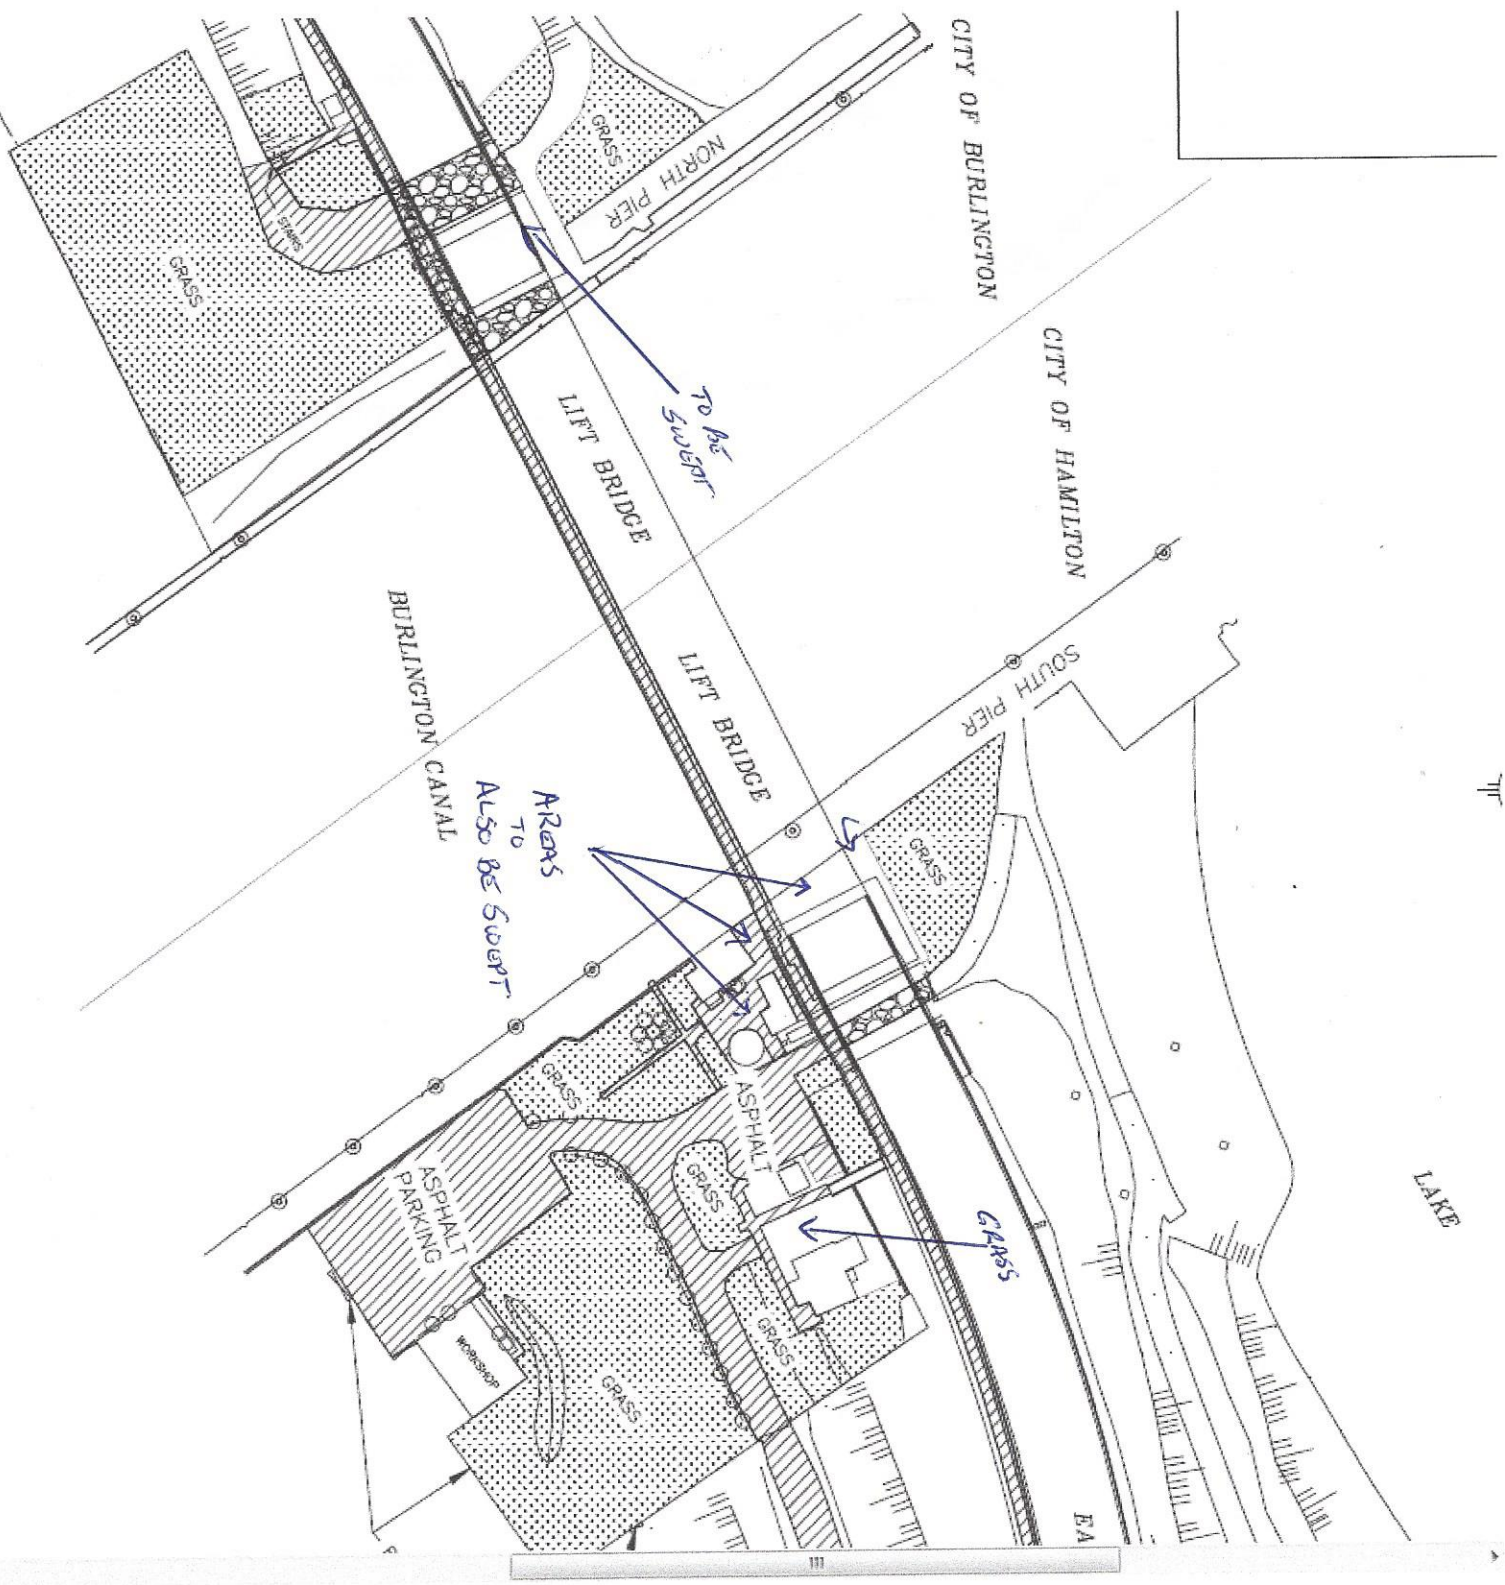 CITY OF BURLINGTON
CITY OF HAMILTON
GRASS
NORTH PIER
STAIRS
GRASS
TO BE
SWEPT
LIFT BRIDGE
LIFT BRIDGE
SOUTH PIER
BURLINGTON CANAL
AREAS
TO
ALSO BE SWEPT
GRASS
LAKE
GRASS
ASPHALT
ASPHALT
PARKING
GRASS
GRASS
GRASS
WORKSHOP
GRASS
EA